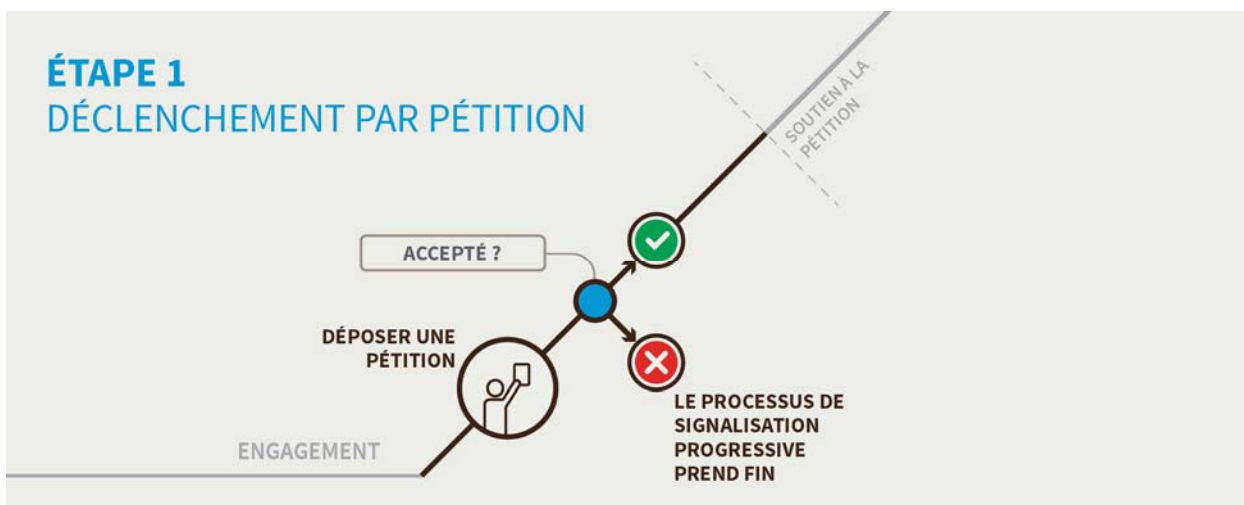 ÉTAPE 1
DÉCLENCHEMENT PAR PÉTITION
SOUTIEN À LA
PÉTITION
ACCEPTÉ ?
DÉPOSER UNE
PÉTITION
LE PROCESSUS DE
SIGNALISATION
PROGRESSIVE
PREND FIN
ENGAGEMENT